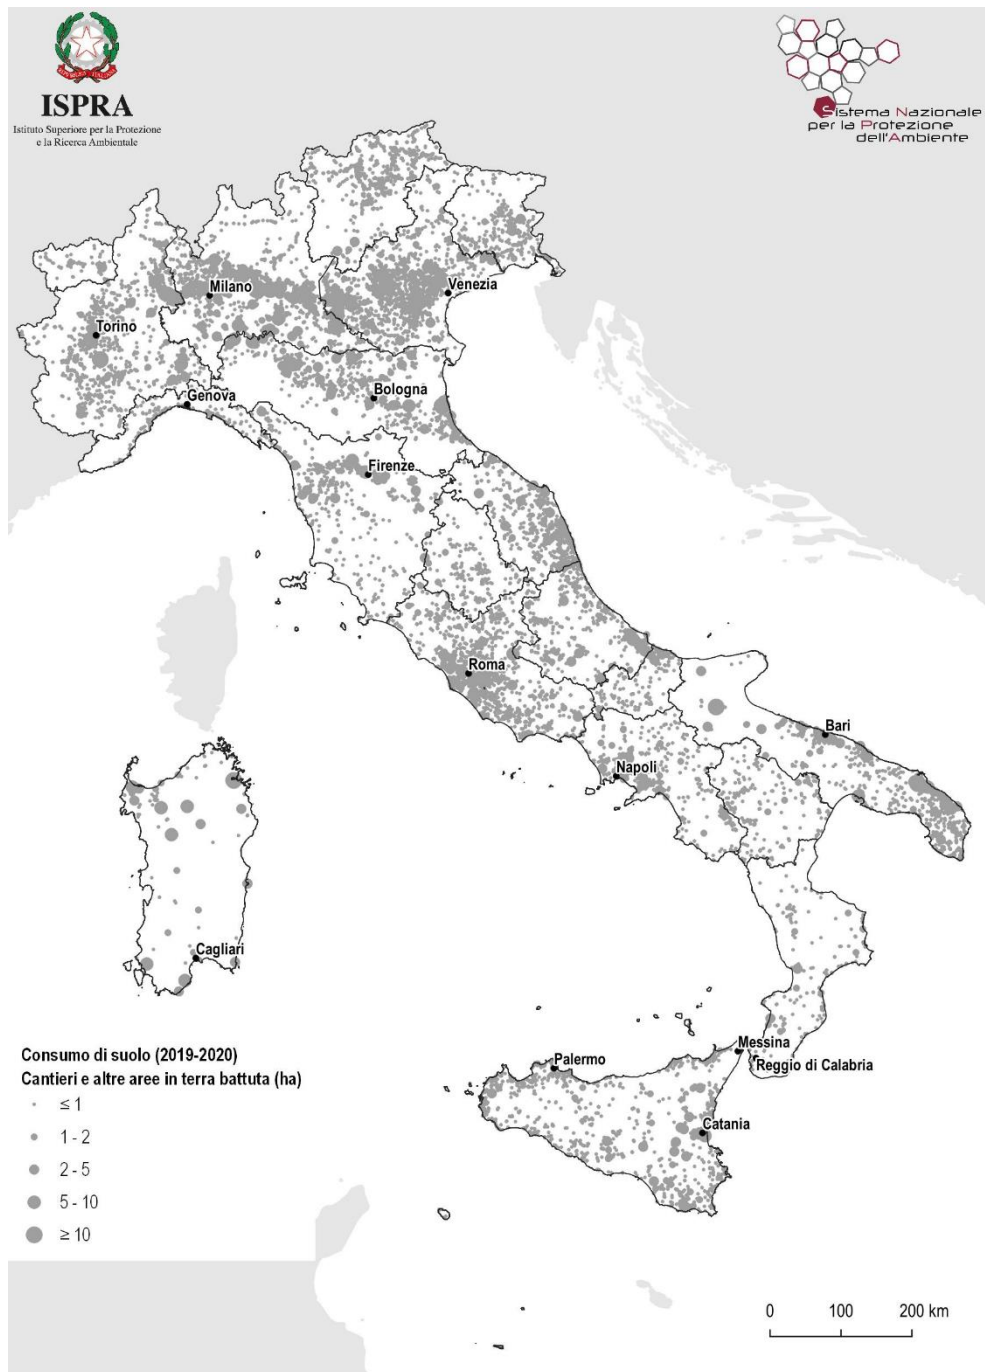 ISPRA
Istituto Superiore per la Protezione
e la Ricerca Ambientale
Sistema Nazionale
per la Protezione
dell'Ambiente
Milano
Venezia
Torino
Bologna
Genova
Firenze
Roma
Bari
Napoli
Cagliari
Messina
Palermo
Reggio di Calabria
Catania
Consumo di suolo (2019-2020)
Cantieri e altre aree in terra battuta (ha)
≤ 1
1 - 2
2 - 5
5 - 10
≥ 10
0 100 200 km